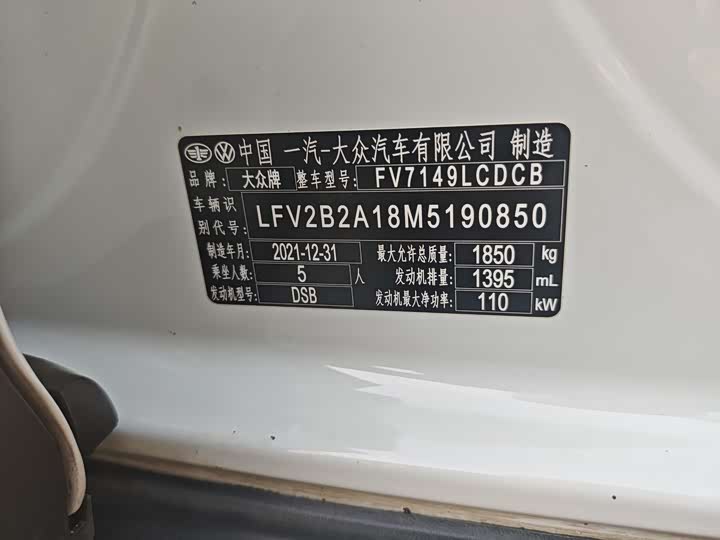 中国 一汽-大众汽车有限公司 制造
品牌: 大众牌 整车型号: FV7149LCDCB
车辆识别代号: LFV2B2A18M5190850
制造年月: 2021-12-31 最大允许总质量: 1850 kg
乘坐人数: 5 人 发动机排量: 1395 mL
发动机型号: DSB 发动机最大净功率: 110 kW